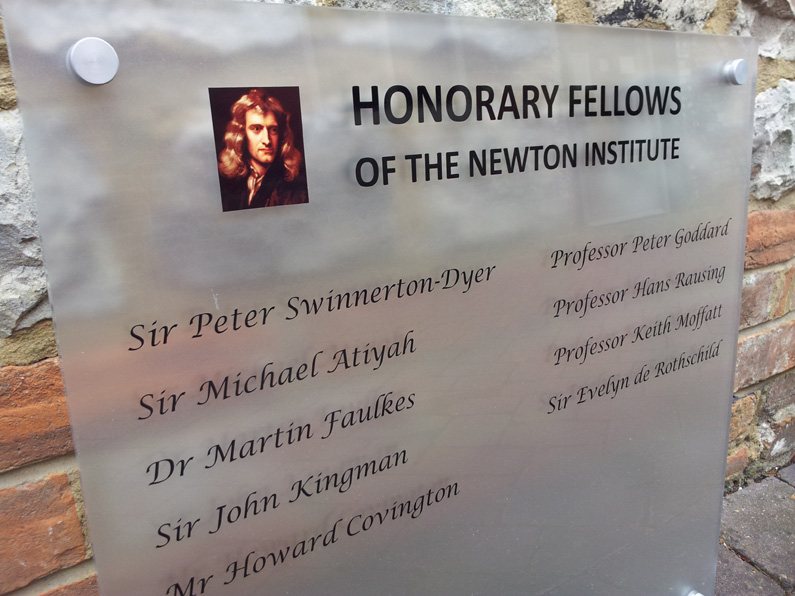 HONORARY FELLOWS
OF THE NEWTON INSTITUTE
Sir Peter Swinnerton-Dyer
Sir Michael Atiyah
Dr Martin Faulkes
Sir John Kingman
Mr Howard Covington
Professor Peter Goddard
Professor Hans Rausing
Professor Keith Moffatt
Sir Evelyn de Rothschild